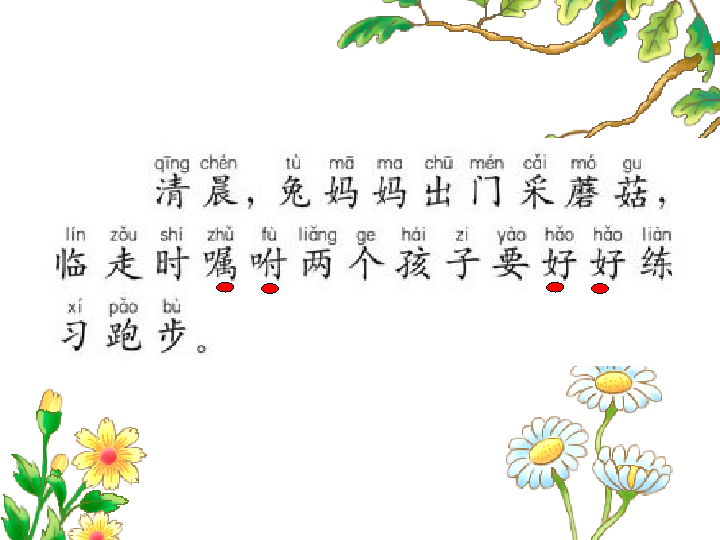 qīng chén tù mā ma chū mén cǎi mó gu
清晨，兔妈妈出门采蘑菇，
lín zǒu shí zhǔ fù liǎng ge hái zi yào hǎo hǎo liàn
临走时嘱咐两个孩子要好好练
xí pǎo bù
习跑步。